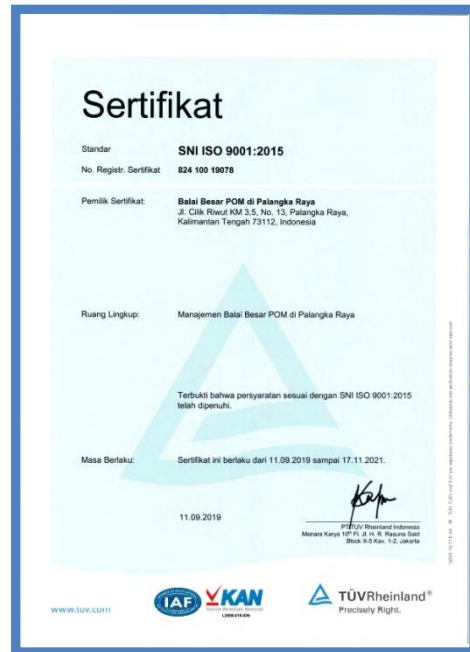 Sertifikat
Standar SNI ISO 9001:2015
No. Registr. Sertifikat 824 100 19078
Pemilik Sertifikat: Balai Besar POM di Palangka Raya
Jl. Cilik Riwut KM 3,5, No. 13, Palangka Raya,
Kalimantan Tengah 73112, Indonesia
Ruang Lingkup: Manajemen Balai Besar POM di Palangka Raya
Terbukti bahwa persyaratan sesuai dengan SNI ISO 9001:2015
telah dipenuhi.
Masa Berlaku: Sertifikat ini berlaku dari 11.09.2019 sampai 17.11.2021.
11.09.2019
PT TÜV Rheinland Indonesia
Menara Karya 10th Fl. Jl. H. R. Rasuna Said
Block X-5 Kav. 1-2, Jakarta
www.tuv.com
IAF
KAN
TÜVRheinland®
Precisely Right.